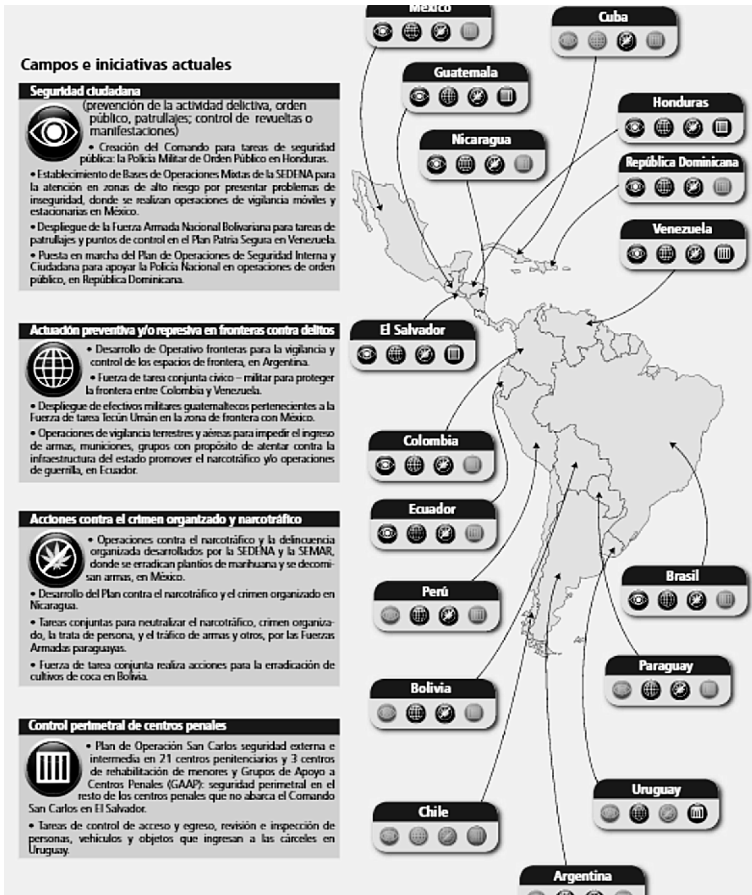 Campos e iniciativas actuales
Seguridad ciudadana
(prevención de la actividad delictiva, orden
público, patrullajes; control de revueltas o
manifestaciones)
• Creación del Comando para tareas de seguridad
pública: la Policía Militar de Orden Público en Honduras.
• Establecimiento de Bases de Operaciones Mixtas de la SEDENA para
la atención en zonas de alto riesgo por presentar problemas de
inseguridad, donde se realizan operaciones de vigilancia móviles y
estacionarias en México.
• Despliegue de la Fuerza Armada Nacional Bolivariana para tareas de
patrullajes y puntos de control en el Plan Patria Segura en Venezuela.
• Puesta en marcha del Plan de Operaciones de Seguridad Interna y
Ciudadana para apoyar la Policía Nacional en operaciones de orden
público, en República Dominicana.
Actuación preventiva y/o represiva en fronteras contra delitos
• Desarrollo de Operativo fronteras para la vigilancia y
control de los espacios de frontera, en Argentina.
• Fuerza de tarea conjunta cívico – militar para proteger
la frontera entre Colombia y Venezuela.
• Despliegue de efectivos militares guatemaltecos pertenecientes a la
Fuerza de tarea Tecún Umán en la zona de frontera con México.
• Operaciones de vigilancia terrestres y aéreas para impedir el ingreso
de armas, municiones, grupos con propósito de atentar contra la
infraestructura del estado promover el narcotráfico y/o operaciones
de guerrilla, en Ecuador.
Acciones contra el crimen organizado y narcotráfico
• Operaciones contra el narcotráfico y la delincuencia
organizada desarrollados por la SEDENA y la SEMAR,
donde se erradican plantíos de marihuana y se decomi-
san armas, en México.
• Desarrollo del Plan contra el narcotráfico y el crimen organizado en
Nicaragua.
• Tareas conjuntas para neutralizar el narcotráfico, crimen organiza-
do, la trata de persona, y el tráfico de armas y otros, por las Fuerzas
Armadas paraguayas.
• Fuerza de tarea conjunta realiza acciones para la erradicación de
cultivos de coca en Bolivia.
Control perimetral de centros penales
• Plan de Operación San Carlos seguridad externa e
intermedia en 21 centros penitenciarios y 3 centros
de rehabilitación de menores y Grupos de Apoyo a
Centros Penales (GAAP): seguridad perimetral en el
resto de los centros penales que no abarca el Comando
San Carlos en El Salvador.
• Tareas de control de acceso y egreso, revisión e inspección de
personas, vehículos y objetos que ingresan a las cárceles en
Uruguay.
México
Cuba
Guatemala
Honduras
Nicaragua
República Dominicana
Venezuela
El Salvador
Colombia
Ecuador
Perú
Brasil
Paraguay
Bolivia
Uruguay
Chile
Argentina